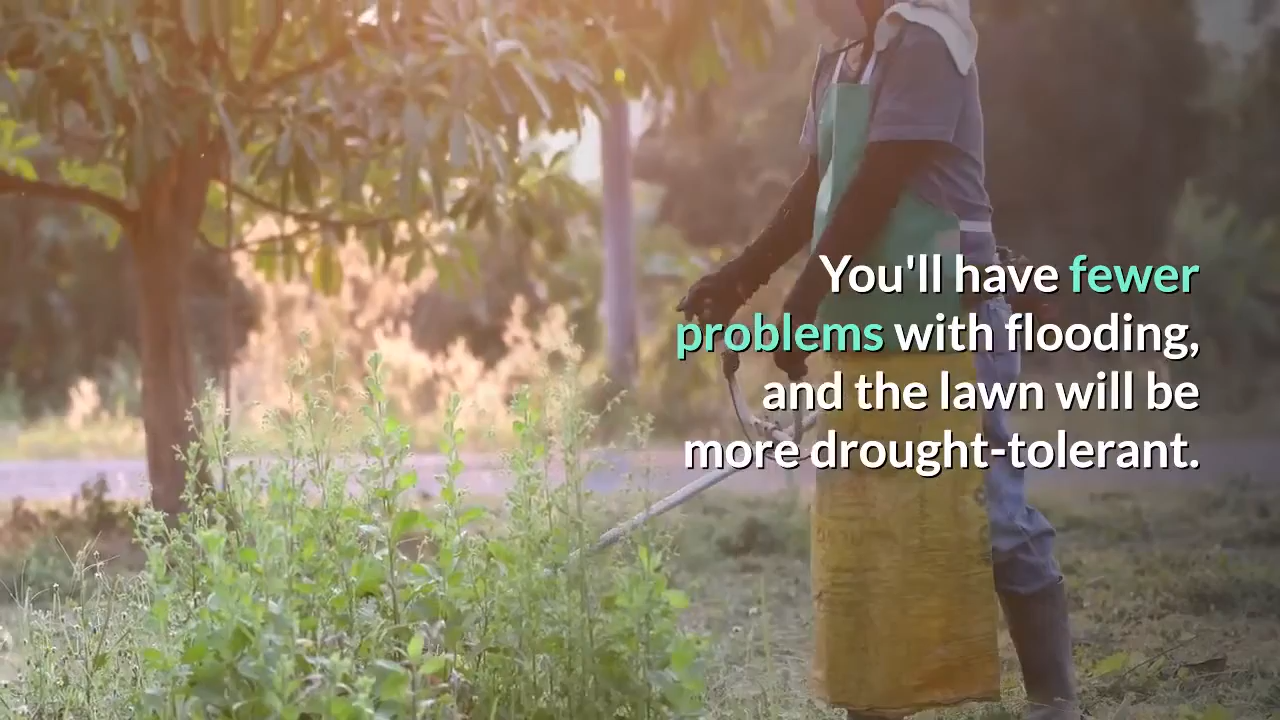 You'll have fewer
problems with flooding,
and the lawn will be
more drought-tolerant.